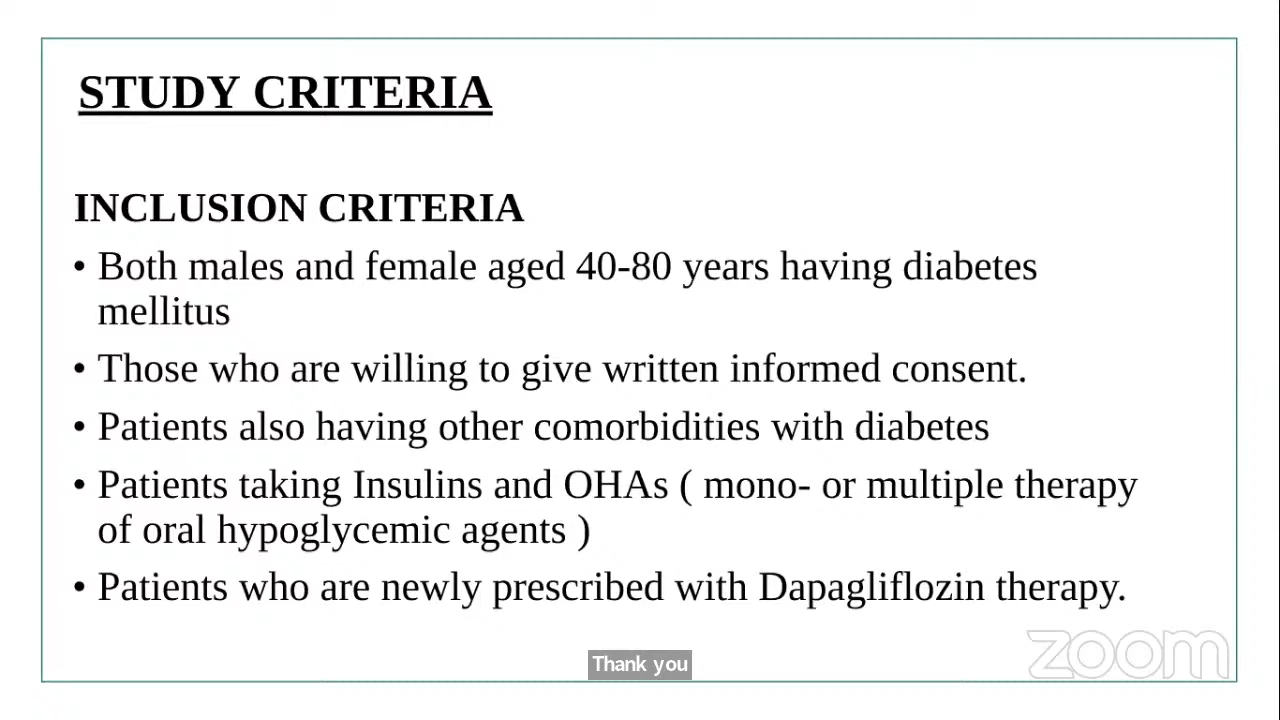 STUDY CRITERIA
INCLUSION CRITERIA
• Both males and female aged 40-80 years having diabetes
mellitus
• Those who are willing to give written informed consent.
• Patients also having other comorbidities with diabetes
• Patients taking Insulins and OHAs ( mono- or multiple therapy
of oral hypoglycemic agents )
• Patients who are newly prescribed with Dapagliflozin therapy.
zoom
Thank you